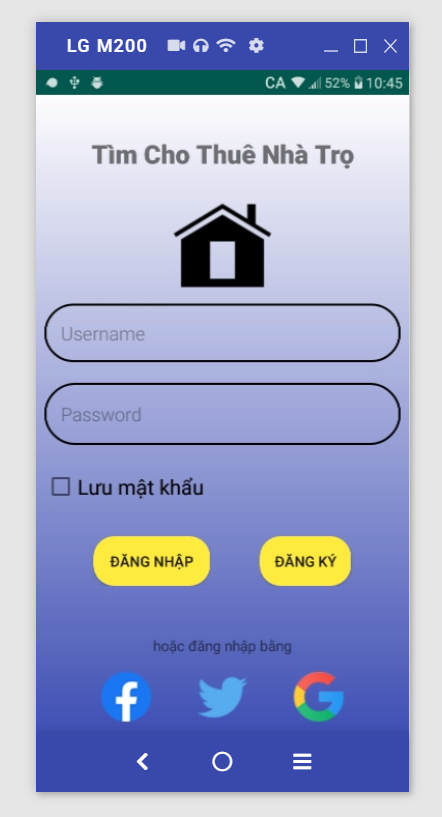 LG M200
CA 52% 10:45
Tìm Cho Thuê Nhà Trọ
Username
Password
Lưu mật khẩu
ĐĂNG NHẬP ĐĂNG KÝ
hoặc đăng nhập bằng